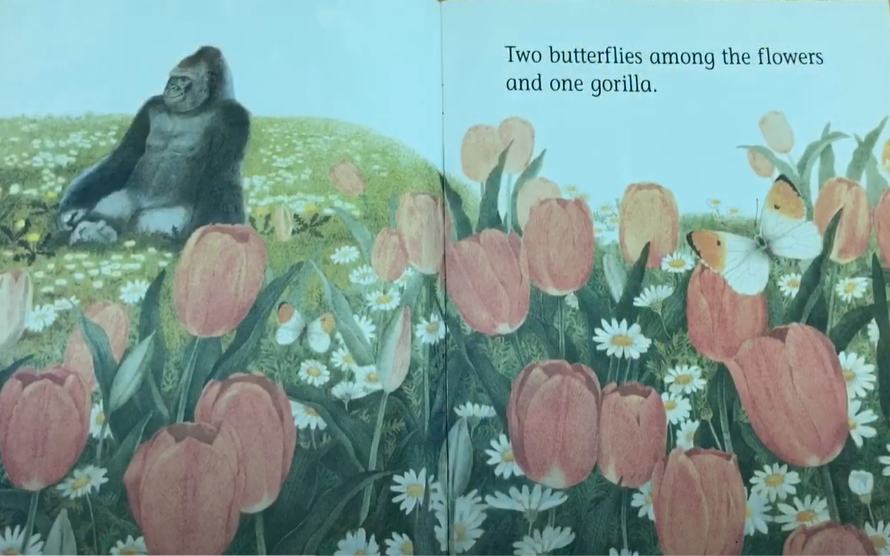 Two butterflies among the flowers
and one gorilla.